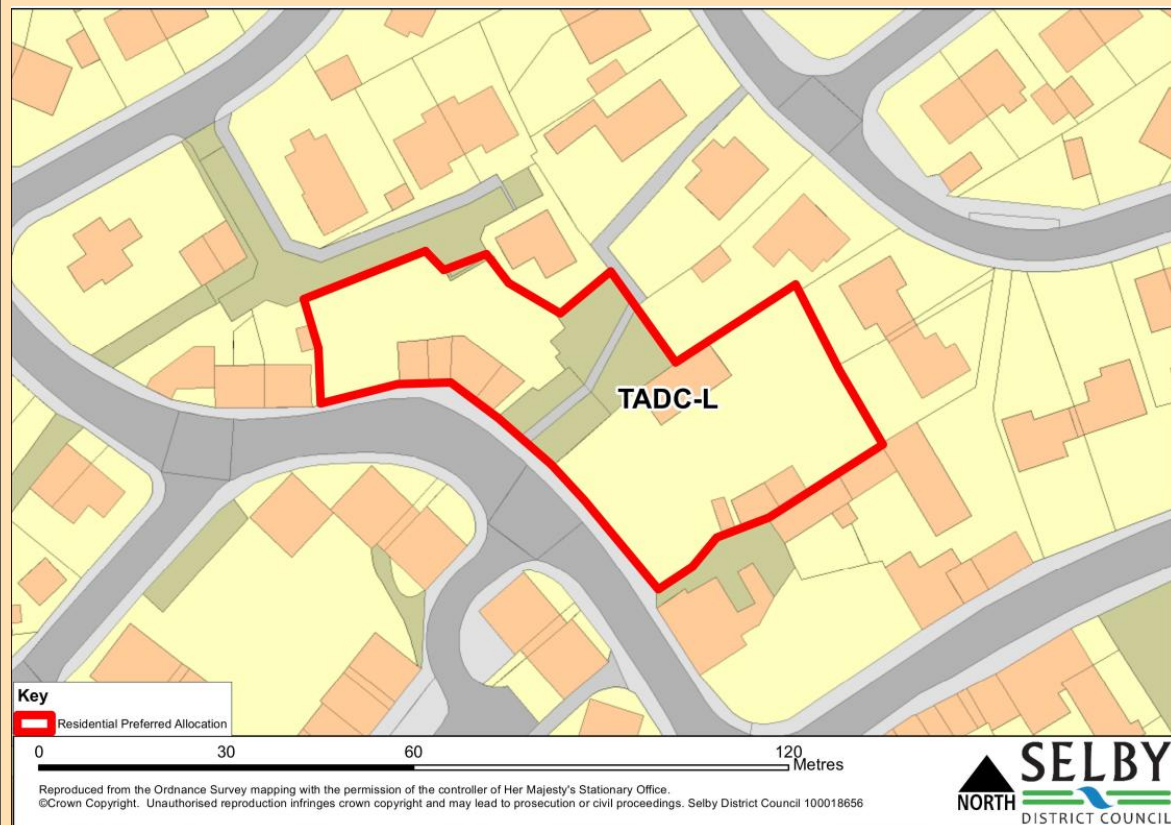 TADC-L
Key
Residential Preferred Allocation
0 30 60 120
Metres
Reproduced from the Ordnance Survey mapping with the permission of the controller of Her Majesty's Stationary Office.
©Crown Copyright. Unauthorised reproduction infringes crown copyright and may lead to prosecution or civil proceedings. Selby District Council 100018656
NORTH
SELBY
DISTRICT COUNCIL